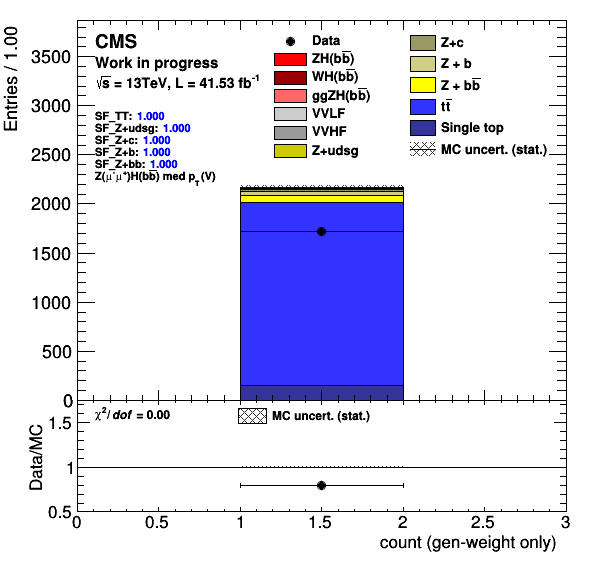 CMS
Work in progress
√s = 13TeV, L = 41.53 fb⁻¹
SF_TT: 1.000
SF_Z+udsg: 1.000
SF_Z+c: 1.000
SF_Z+b: 1.000
SF_Z+bb: 1.000
Z(μ⁻μ⁺)H(bb̅) med p_T(V)
Data
ZH(bb̅)
WH(bb̅)
ggZH(bb̅)
VVLF
VVHF
Z+udsg
Z+c
Z + b
Z + bb̅
tt̅
Single top
MC uncert. (stat.)
Entries / 1.00
3500
3000
2500
2000
1500
1000
500
0
χ²/dof = 0.00
MC uncert. (stat.)
Data/MC
1.5
1
0.5
0
0.5
1
1.5
2
2.5
3
count (gen-weight only)